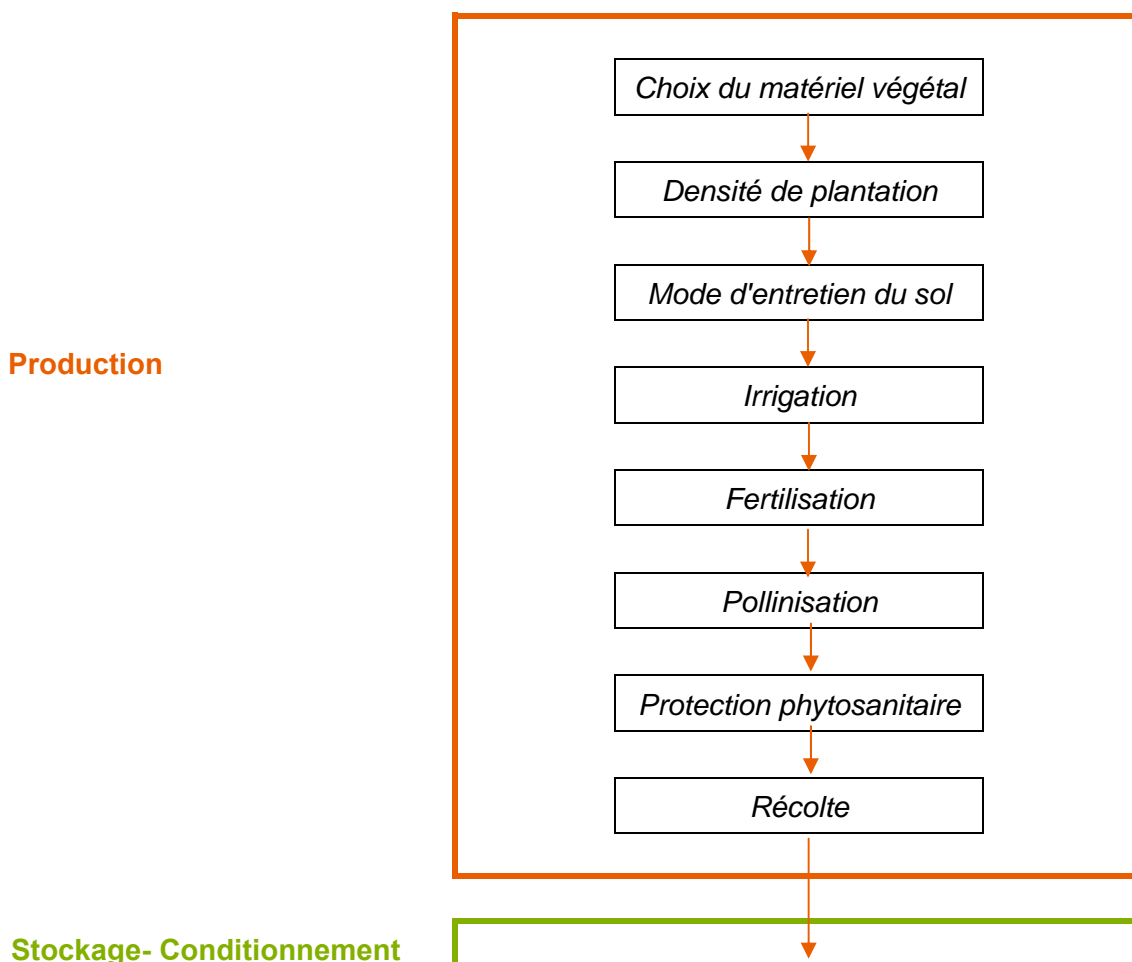 Choix du matériel végétal
Densité de plantation
Mode d'entretien du sol
Production
Irrigation
Fertilisation
Pollinisation
Protection phytosanitaire
Récolte
Stockage- Conditionnement